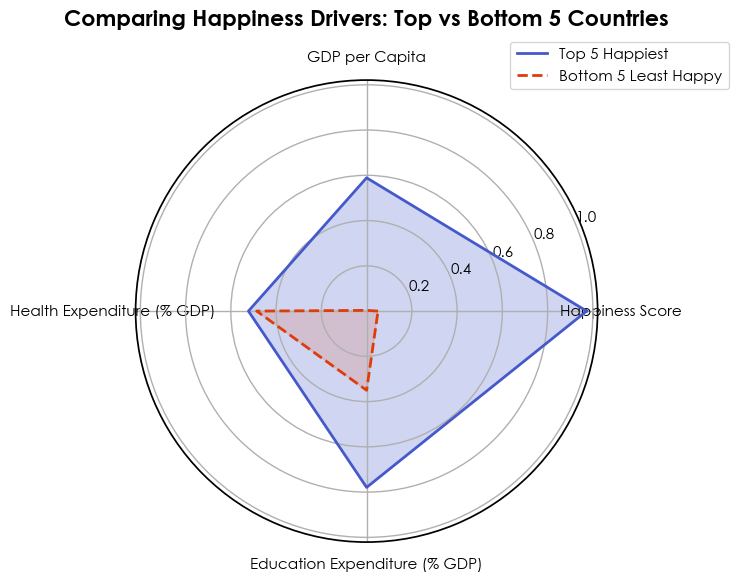 Comparing Happiness Drivers: Top vs Bottom 5 Countries
Top 5 Happiest
Bottom 5 Least Happy
GDP per Capita
1.0
0.8
0.6
0.4
0.2
Health Expenditure (% GDP)
Happiness Score
Education Expenditure (% GDP)